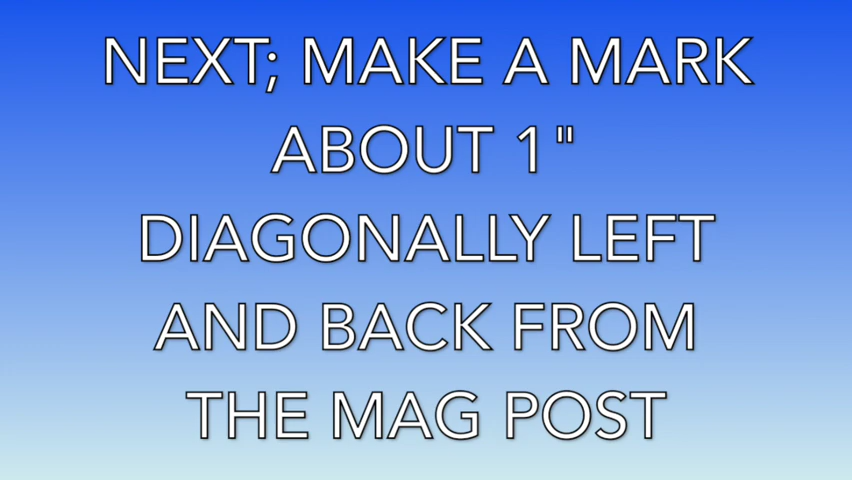 NEXT; MAKE A MARK
ABOUT 1"
DIAGONALLY LEFT
AND BACK FROM
THE MAG POST